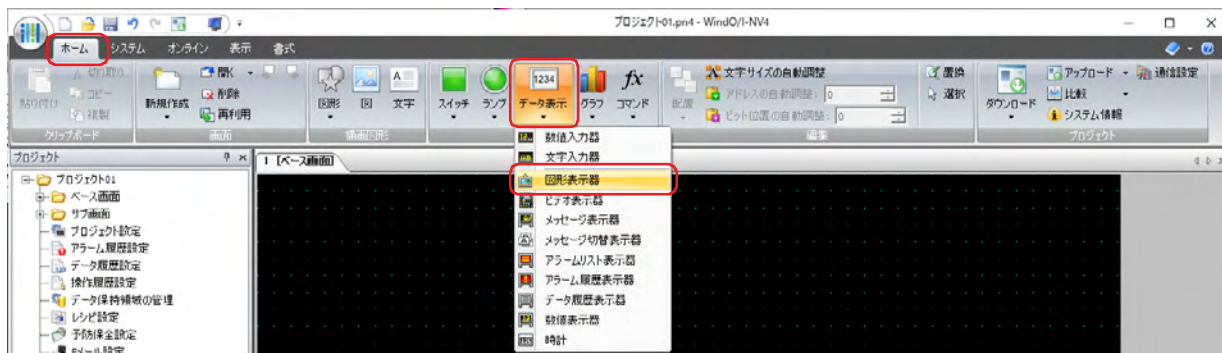 プロジェクト01.pn4 - WindO/I-NV4
ホーム システム オンライン 表示 書式
貼り付け 切り取り コピー 複製
クリップボード
新規作成 開く 削除 再利用
画面
図形 図 文字
描画図形
スイッチ ランプ 1234 データ表示 グラフ fx コマンド
配置 文字サイズの自動調整
アドレスの自動調整: 0
ビット位置の自動調整: 0
置換 選択
編集
ダウンロード アップロード 比較 システム情報 通信設定
プロジェクト
プロジェクト
プロジェクト01
ベース画面
サブ画面
プロジェクト設定
アラーム履歴設定
データ履歴設定
操作履歴設定
データ保持領域の管理
レシピ設定
予防保全設定
Eメール設定
1 [ベース画面]
数値入力器
文字入力器
図形表示器
ビデオ表示器
メッセージ表示器
メッセージ切替表示器
アラームリスト表示器
アラーム履歴表示器
データ履歴表示器
数値表示器
時計